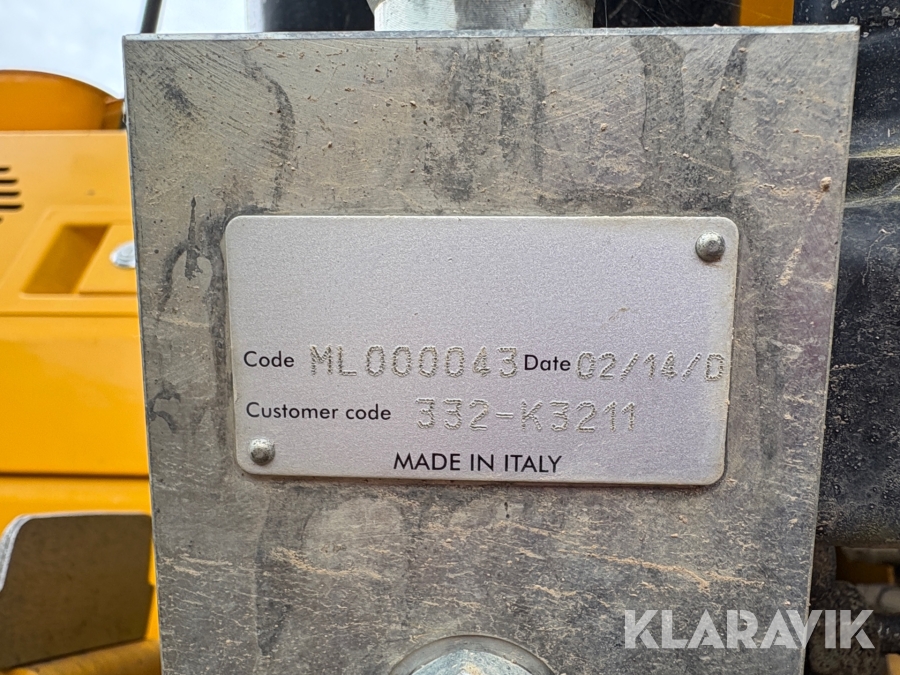 Code ML000043 Date 02/14/D
Customer code 332-K3211
MADE IN ITALY
KLARAVIK